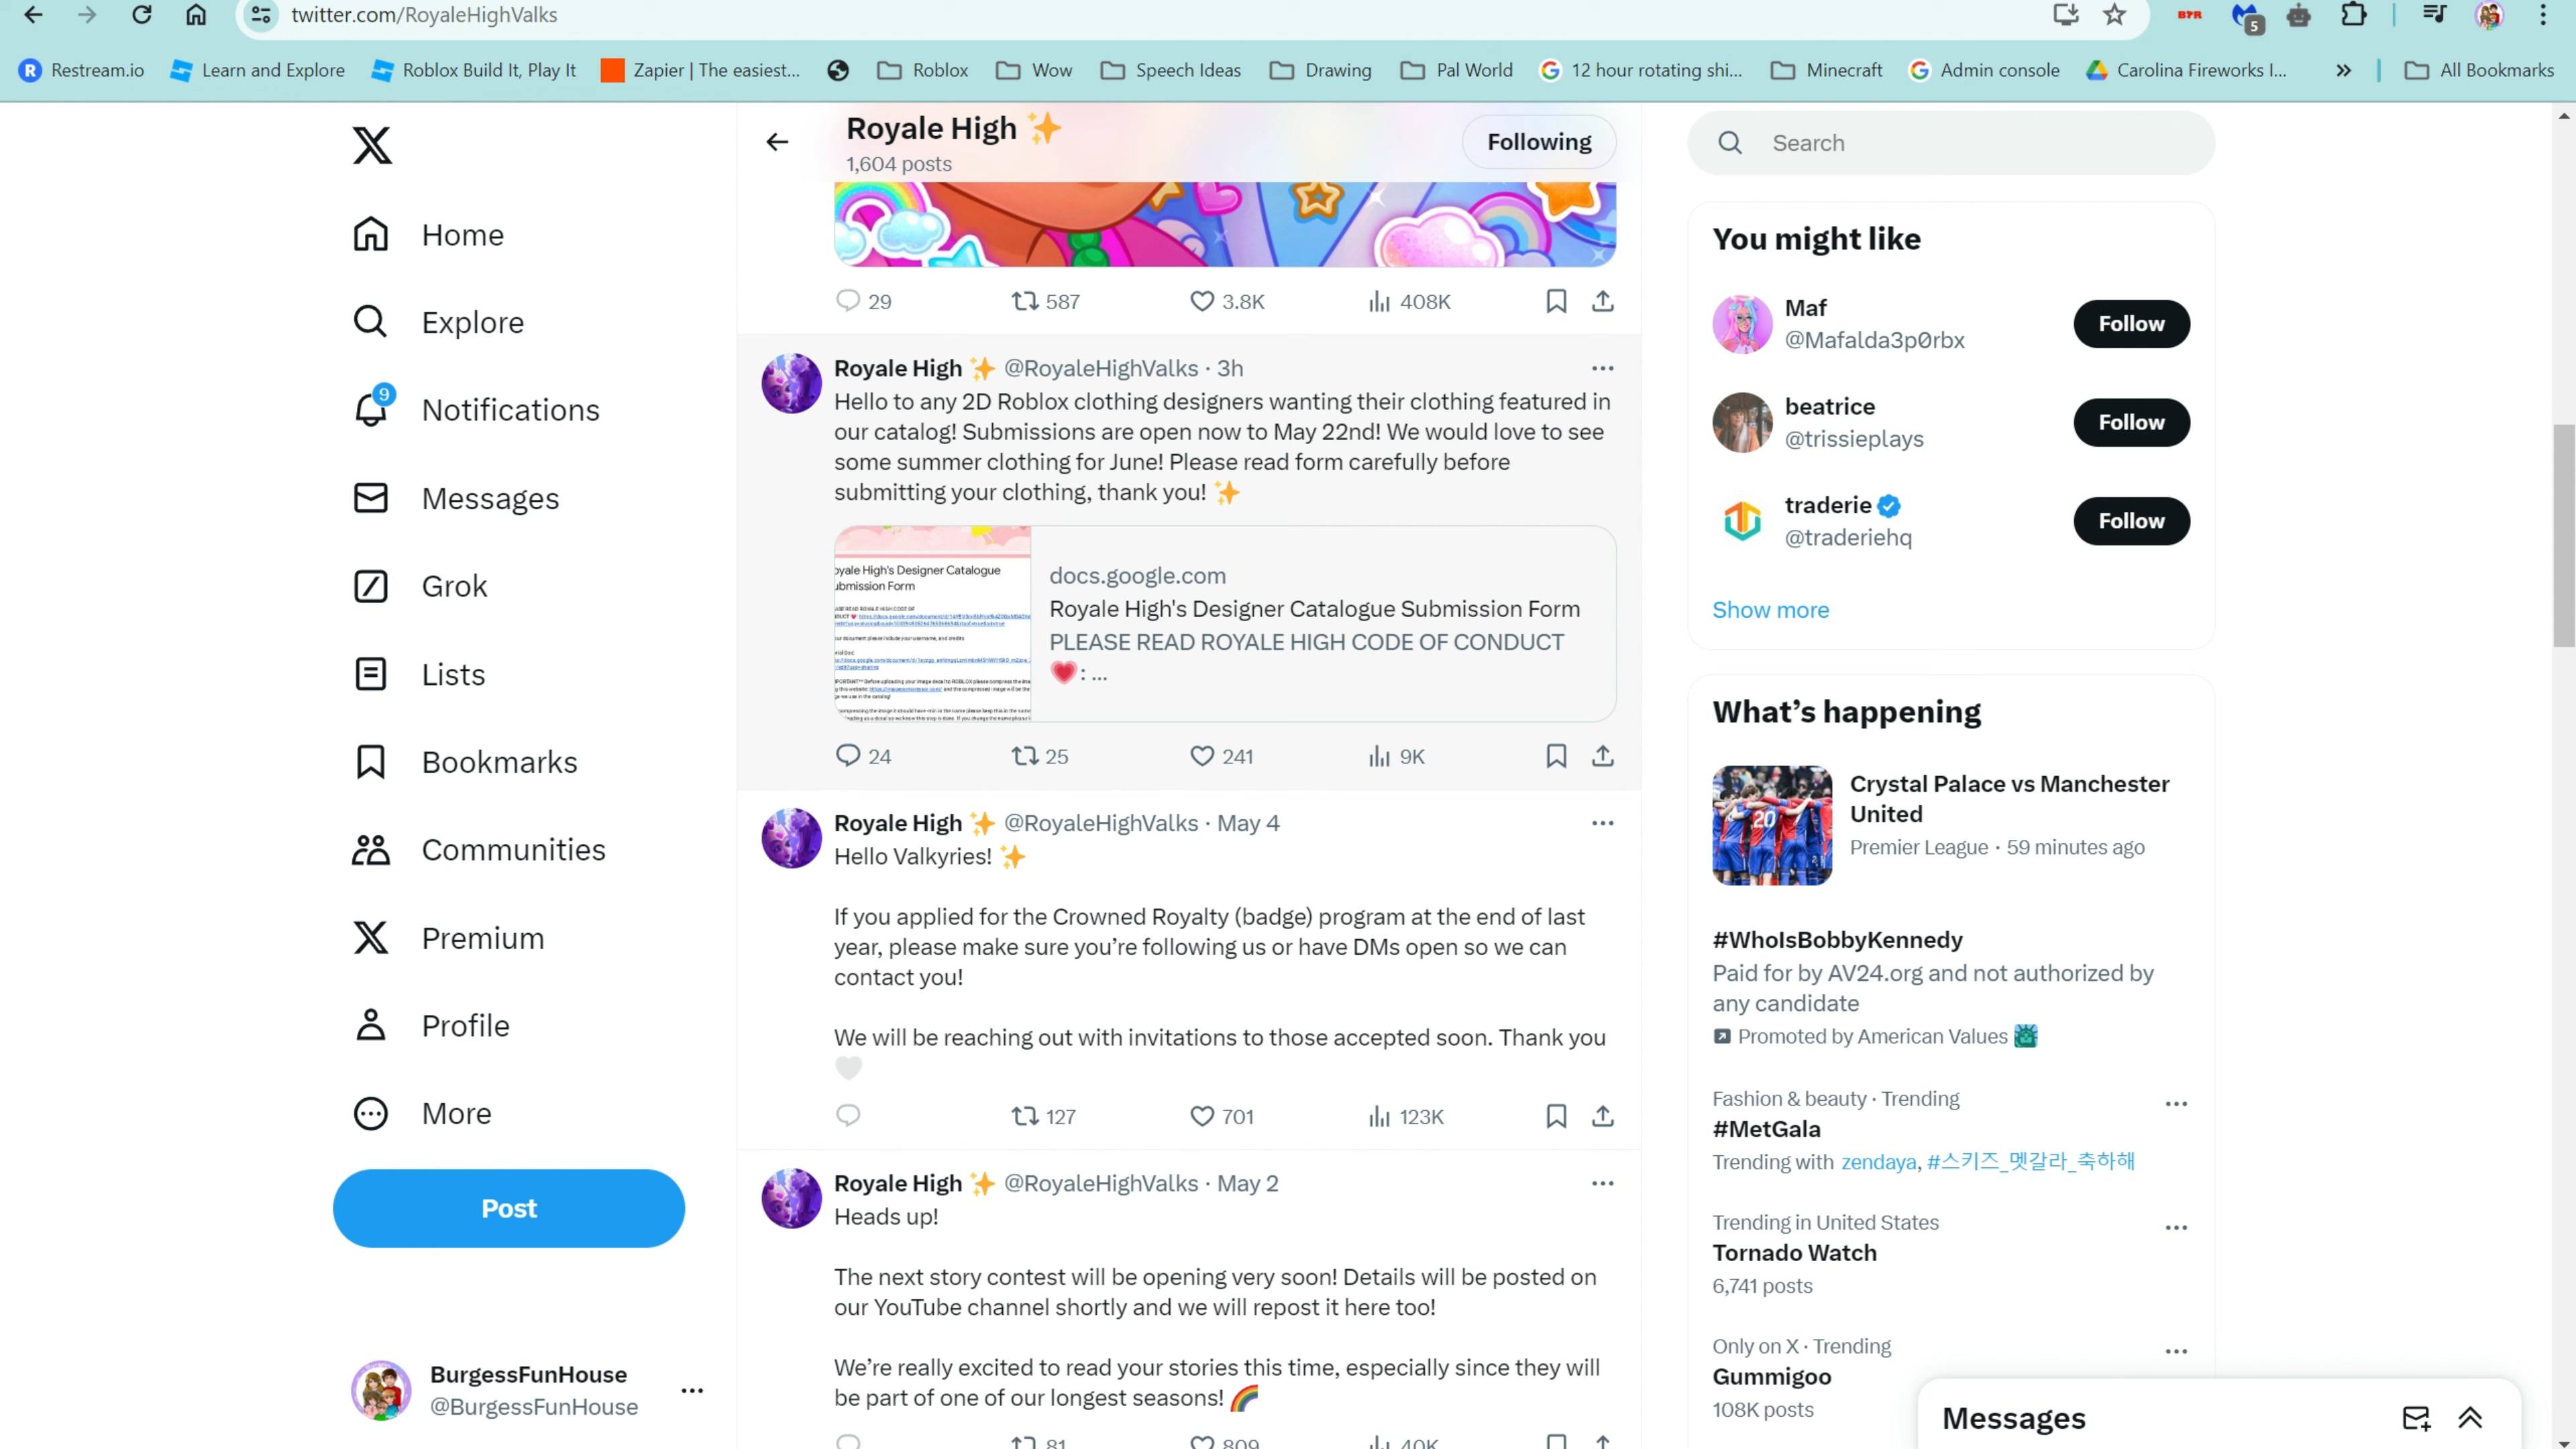 twitter.com/RoyaleHighValks
5
Restream.io
Learn and Explore
Roblox Build It, Play It
Zapier | The easiest...
Roblox
Wow
Speech Ideas
Drawing
Pal World
12 hour rotating shi...
Minecraft
Admin console
Carolina Fireworks I...
All Bookmarks
Home
Explore
9
Notifications
Messages
Grok
Lists
Bookmarks
Communities
Premium
Profile
More
Post
BurgessFunHouse
@BurgessFunHouse
Royale High ✨
1,604 posts
Following
29 587 3.8K 408K
Royale High ✨ @RoyaleHighValks · 3h
Hello to any 2D Roblox clothing designers wanting their clothing featured in
our catalog! Submissions are open now to May 22nd! We would love to see
some summer clothing for June! Please read form carefully before
submitting your clothing, thank you! ✨
oyale High's Designer Catalogue
ubmission Form
docs.google.com
Royale High's Designer Catalogue Submission Form
PLEASE READ ROYALE HIGH CODE OF CONDUCT
💗: ...
24 25 241 9K
Royale High ✨ @RoyaleHighValks · May 4
Hello Valkyries! ✨
If you applied for the Crowned Royalty (badge) program at the end of last
year, please make sure you’re following us or have DMs open so we can
contact you!
We will be reaching out with invitations to those accepted soon. Thank you
🤍
127 701 123K
Royale High ✨ @RoyaleHighValks · May 2
Heads up!
The next story contest will be opening very soon! Details will be posted on
our YouTube channel shortly and we will repost it here too!
We’re really excited to read your stories this time, especially since they will
be part of one of our longest seasons! 🌈
81 809 40K
Search
You might like
Maf
@Mafalda3p0rbx
Follow
beatrice
@trissieplays
Follow
traderie
@traderiehq
Follow
Show more
What’s happening
Crystal Palace vs Manchester
United
Premier League · 59 minutes ago
#WhoIsBobbyKennedy
Paid for by AV24.org and not authorized by
any candidate
Promoted by American Values
Fashion & beauty · Trending
#MetGala
Trending with zendaya, #스키즈_멧갈라_축하해
Trending in United States
Tornado Watch
6,741 posts
Only on X · Trending
Gummigoo
108K posts
Messages